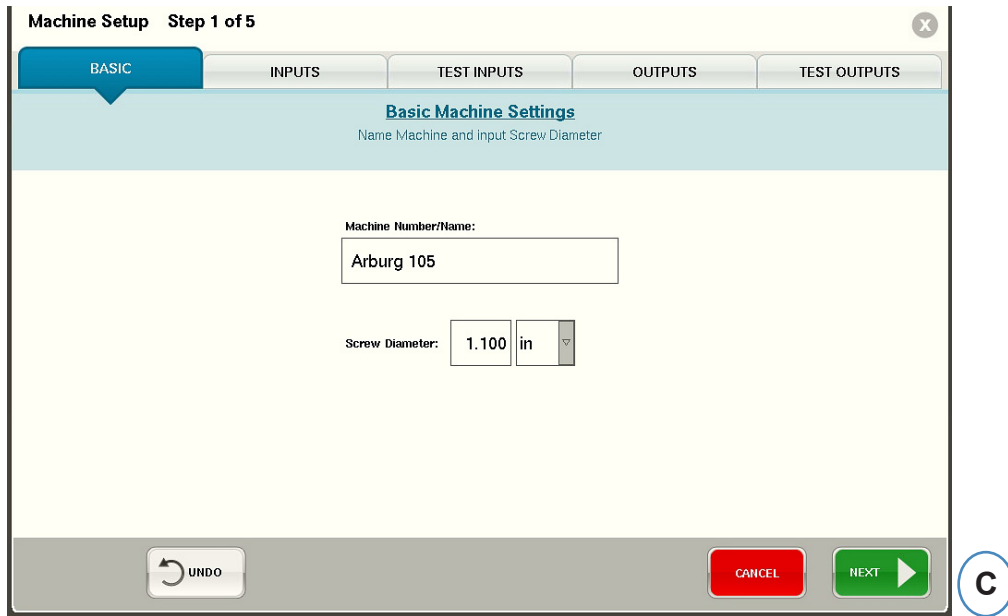 Machine Setup Step 1 of 5
X
BASIC INPUTS TEST INPUTS OUTPUTS TEST OUTPUTS
Basic Machine Settings
Name Machine and input Screw Diameter
Machine Number/Name:
Arburg 105
Screw Diameter: 1.100 in
UNDO CANCEL NEXT
C